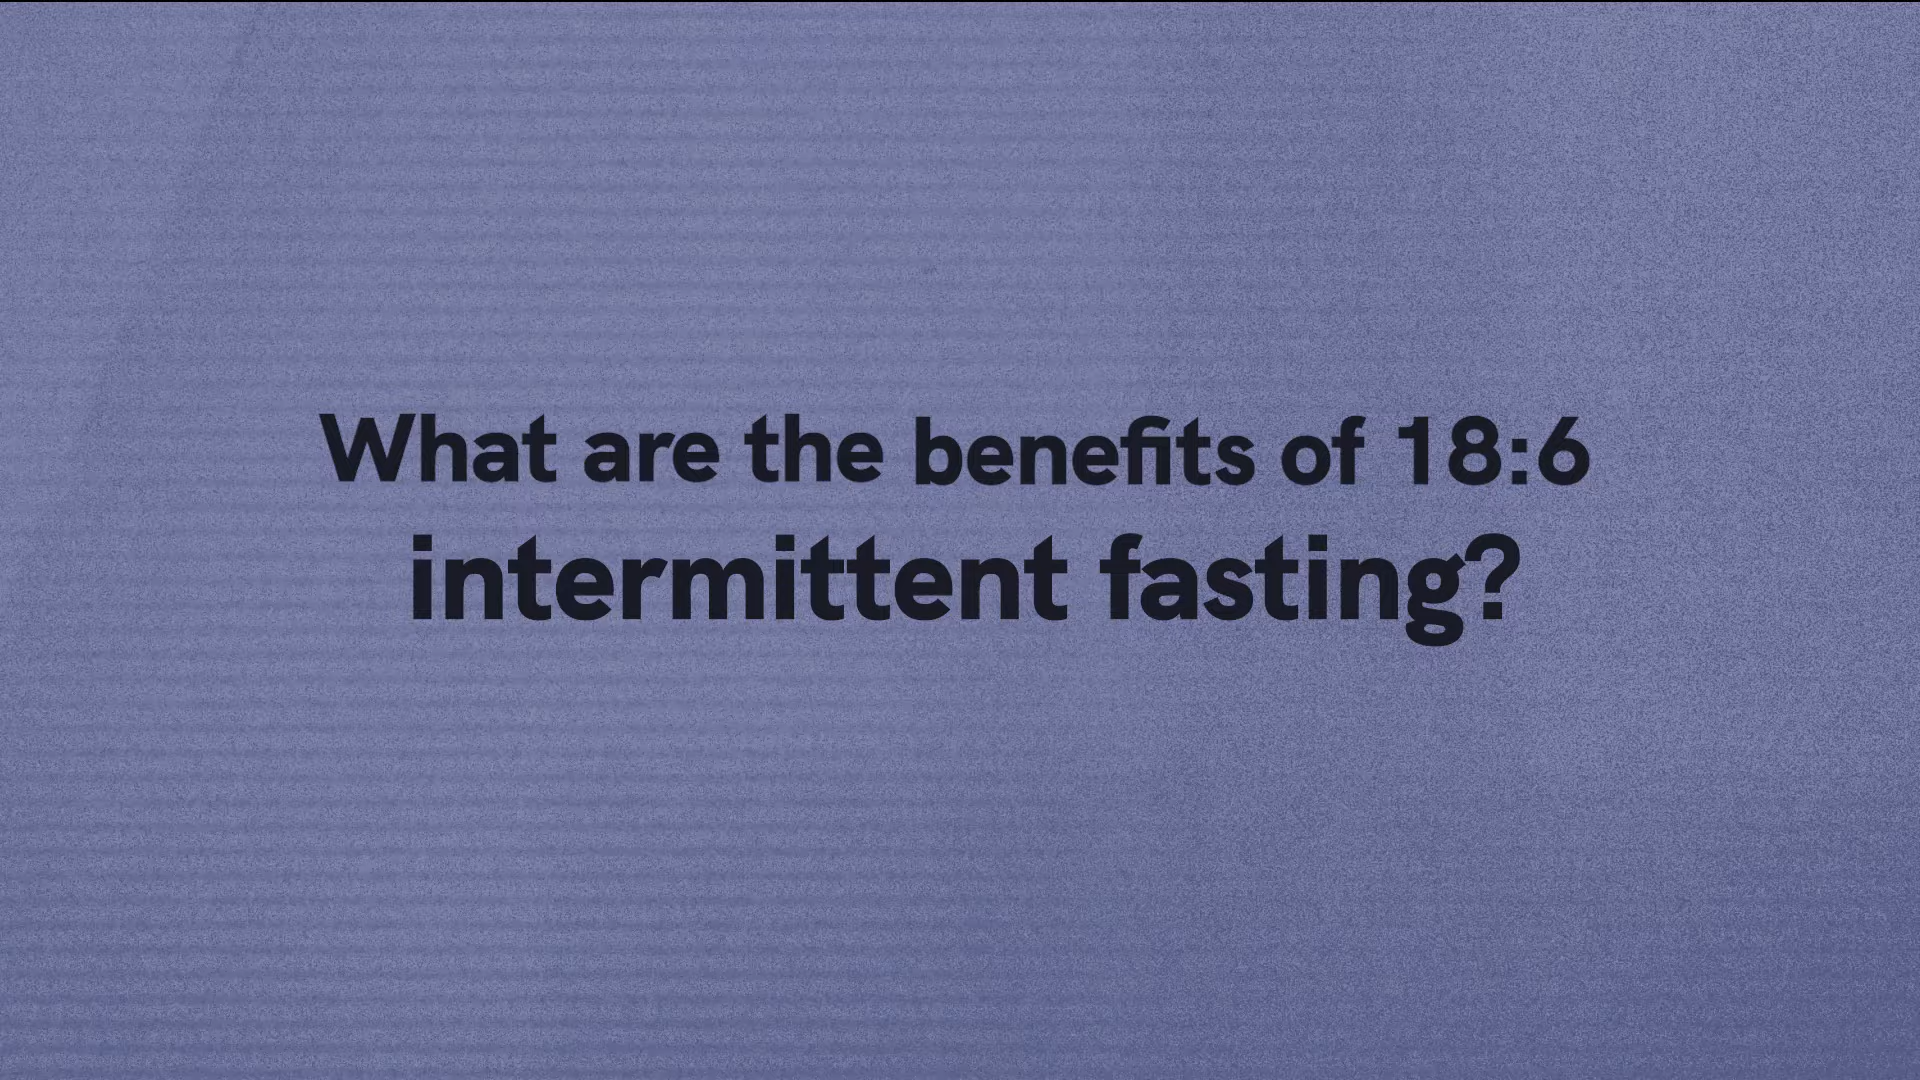 What are the benefits of 18:6
intermittent fasting?